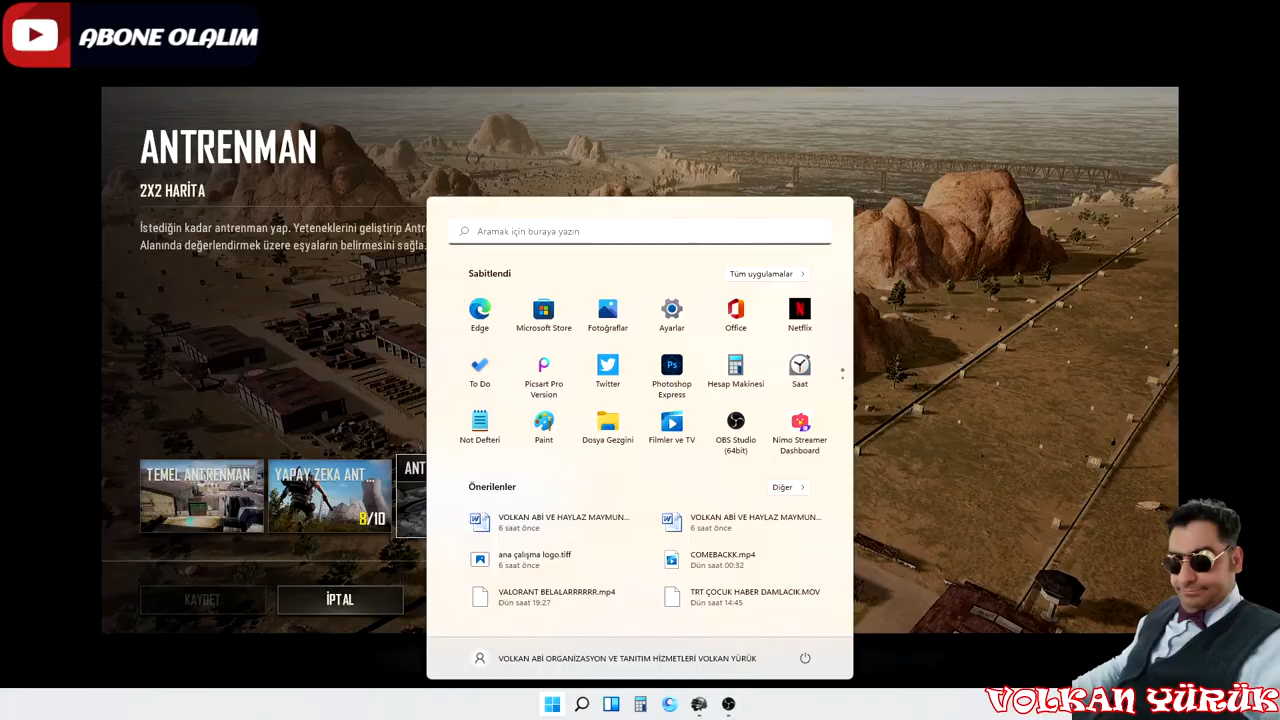 ABONE OLALIM
ANTRENMAN
2X2 HARİTA
İstediğin kadar antrenman yap. Yeteneklerini geliştirip Antr
Alanında değerlendirmek üzere eşyaların belirmesini sağla.
TEMEL ANTRENMAN
YAPAY ZEKA ANT...
8/10
ANT
KAYDET
İPTAL
Aramak için buraya yazın
Sabitlendi
Tüm uygulamalar
Edge
Microsoft Store
Fotoğraflar
Ayarlar
Office
Netflix
To Do
Picsart Pro
Version
Twitter
Ps
Photoshop
Express
Hesap Makinesi
Saat
Not Defteri
Paint
Dosya Gezgini
Filmler ve TV
OBS Studio
(64bit)
Nimo Streamer
Dashboard
Önerilenler
Diğer
VOLKAN ABİ VE HAYLAZ MAYMUN...
6 saat önce
VOLKAN ABİ VE HAYLAZ MAYMUN...
6 saat önce
ana çalışma logo.tiff
6 saat önce
COMEBACKK.mp4
Dün saat 00:32
VALORANT BELALARRRRRR.mp4
Dün saat 19:27
TRT ÇOCUK HABER DAMLACIK.MOV
Dün saat 14:45
VOLKAN ABİ ORGANİZASYON VE TANITIM HİZMETLERİ VOLKAN YÜRÜK
VOLKAN YÜRÜK